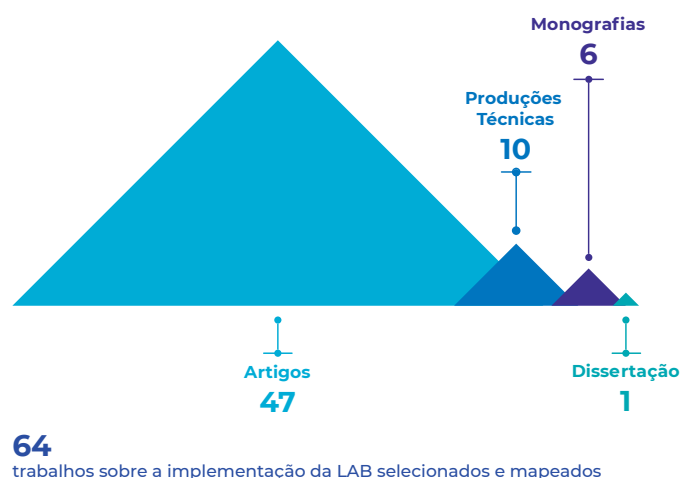 Monografias
6
Produções
Técnicas
10
Artigos
47
Dissertação
1
64
trabalhos sobre a implementação da LAB selecionados e mapeados